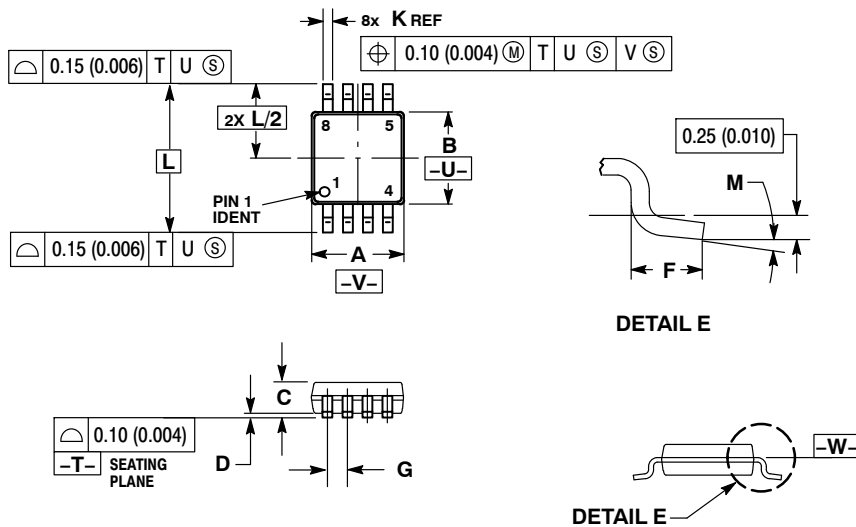 8x K REF
⌖ 0.10 (0.004) Ⓜ T U Ⓢ V Ⓢ
⌓ 0.15 (0.006) T U Ⓢ
2X L/2
8 5
L
B
–U–
0.25 (0.010)
M
PIN 1
IDENT
1 4
⌓ 0.15 (0.006) T U Ⓢ
A
–V–
F
DETAIL E
C
⌓ 0.10 (0.004)
–T– SEATING
PLANE
D
G
–W–
DETAIL E